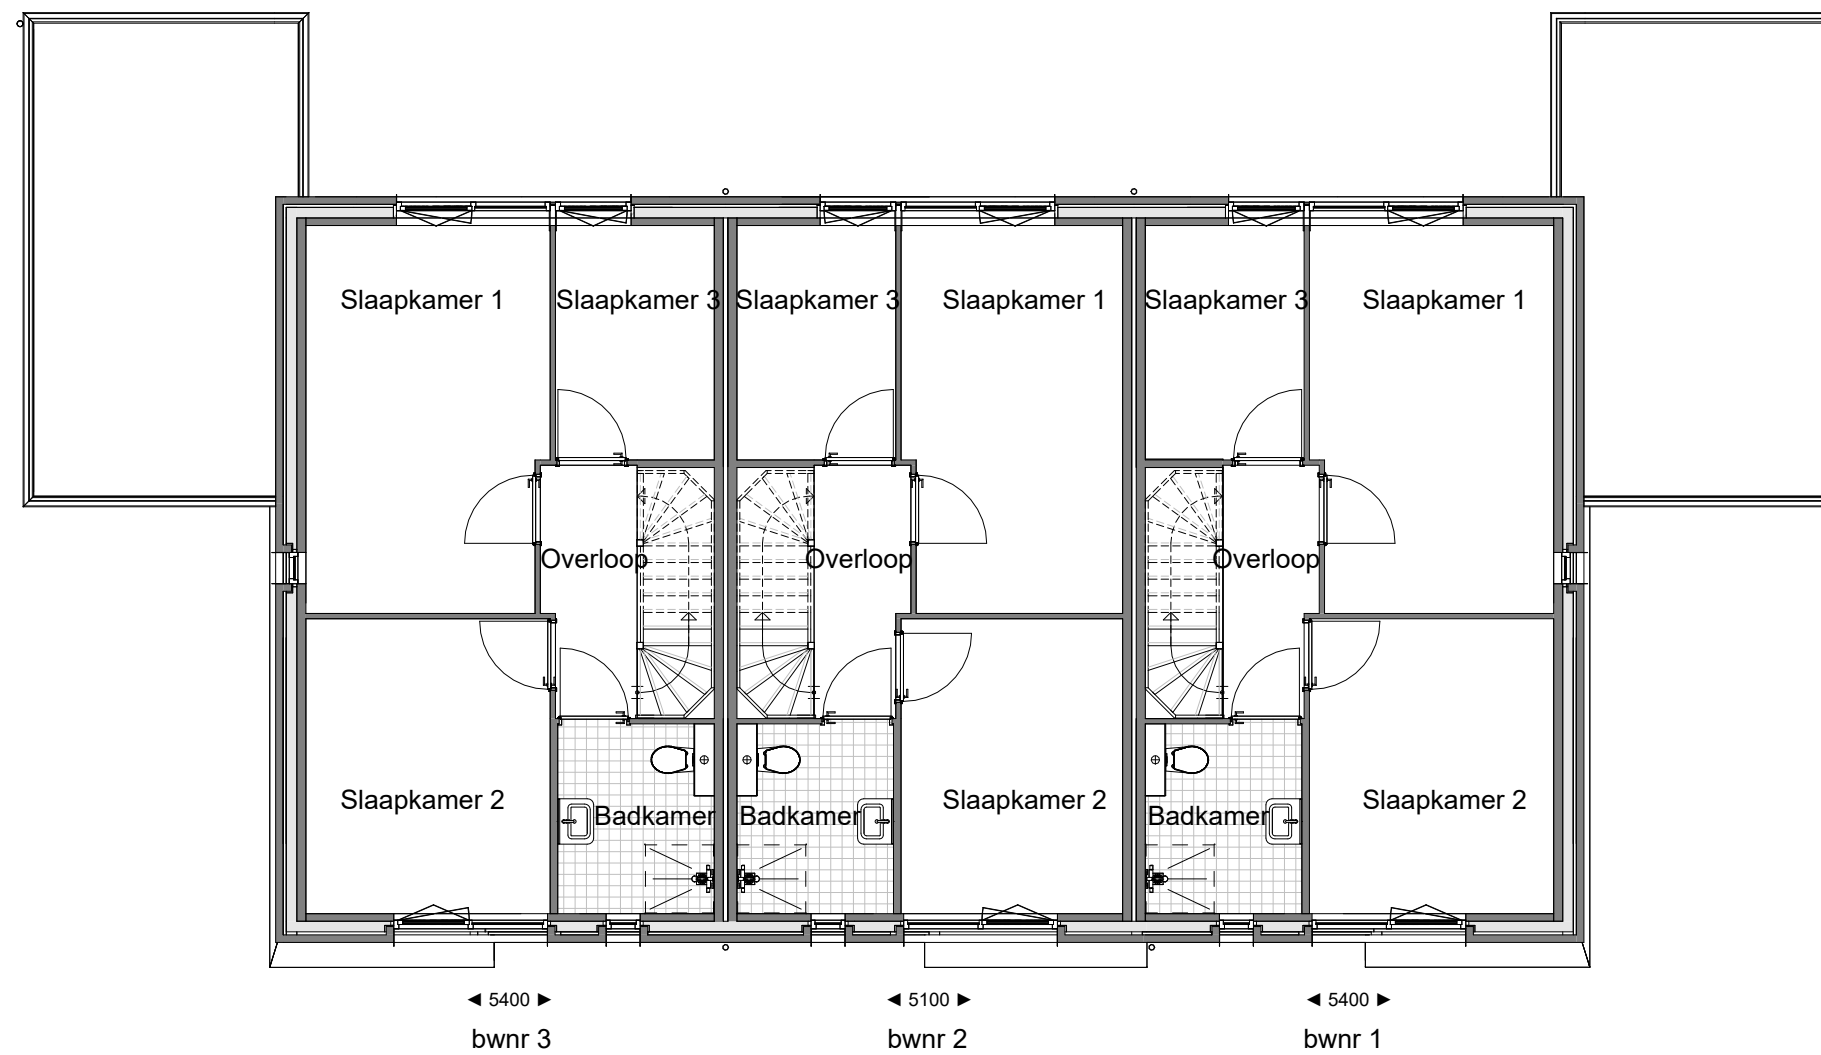 Slaapkamer 1
Slaapkamer 3
Slaapkamer 3
Slaapkamer 1
Slaapkamer 3
Slaapkamer 1
Overloop
Overloop
Overloop
Slaapkamer 2
Badkamer
Badkamer
Slaapkamer 2
Badkamer
Slaapkamer 2
◄ 5400 ►
◄ 5100 ►
◄ 5400 ►
bwnr 3
bwnr 2
bwnr 1